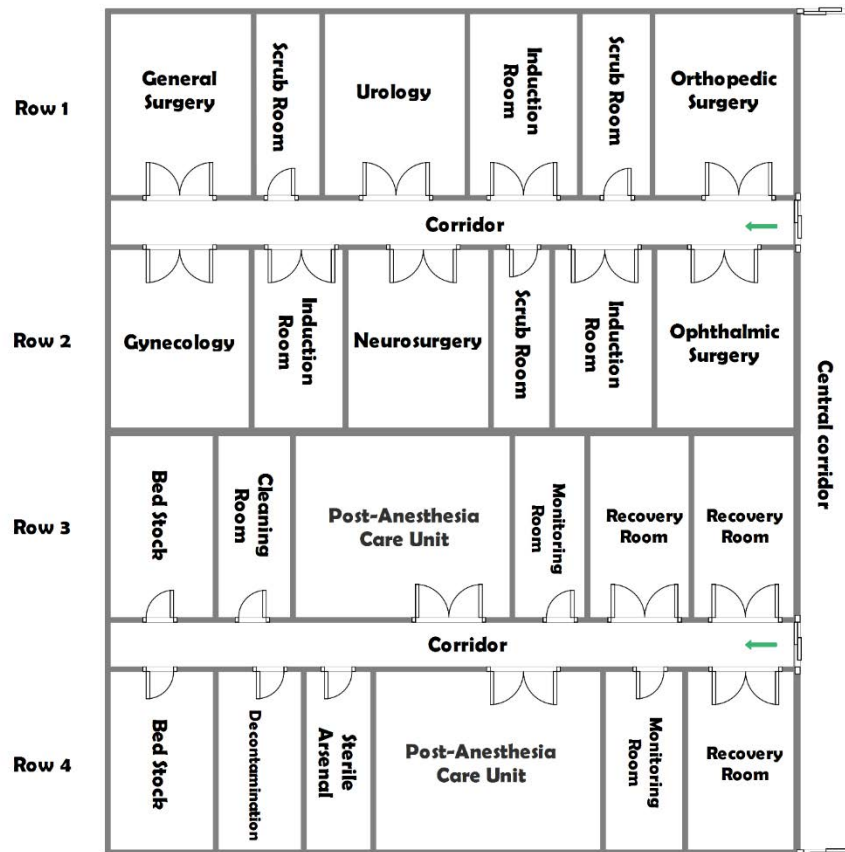 Row 1
General
Surgery
Scrub Room
Urology
Induction
Room
Scrub Room
Orthopedic
Surgery
Corridor
Row 2
Gynecology
Induction
Room
Neurosurgery
Scrub Room
Induction
Room
Ophthalmic
Surgery
Central corridor
Row 3
Bed Stock
Cleaning
Room
Post-Anesthesia
Care Unit
Monitoring
Room
Recovery
Room
Recovery
Room
Corridor
Row 4
Bed Stock
Decontamination
Sterile
Arsenal
Post-Anesthesia
Care Unit
Monitoring
Room
Recovery
Room